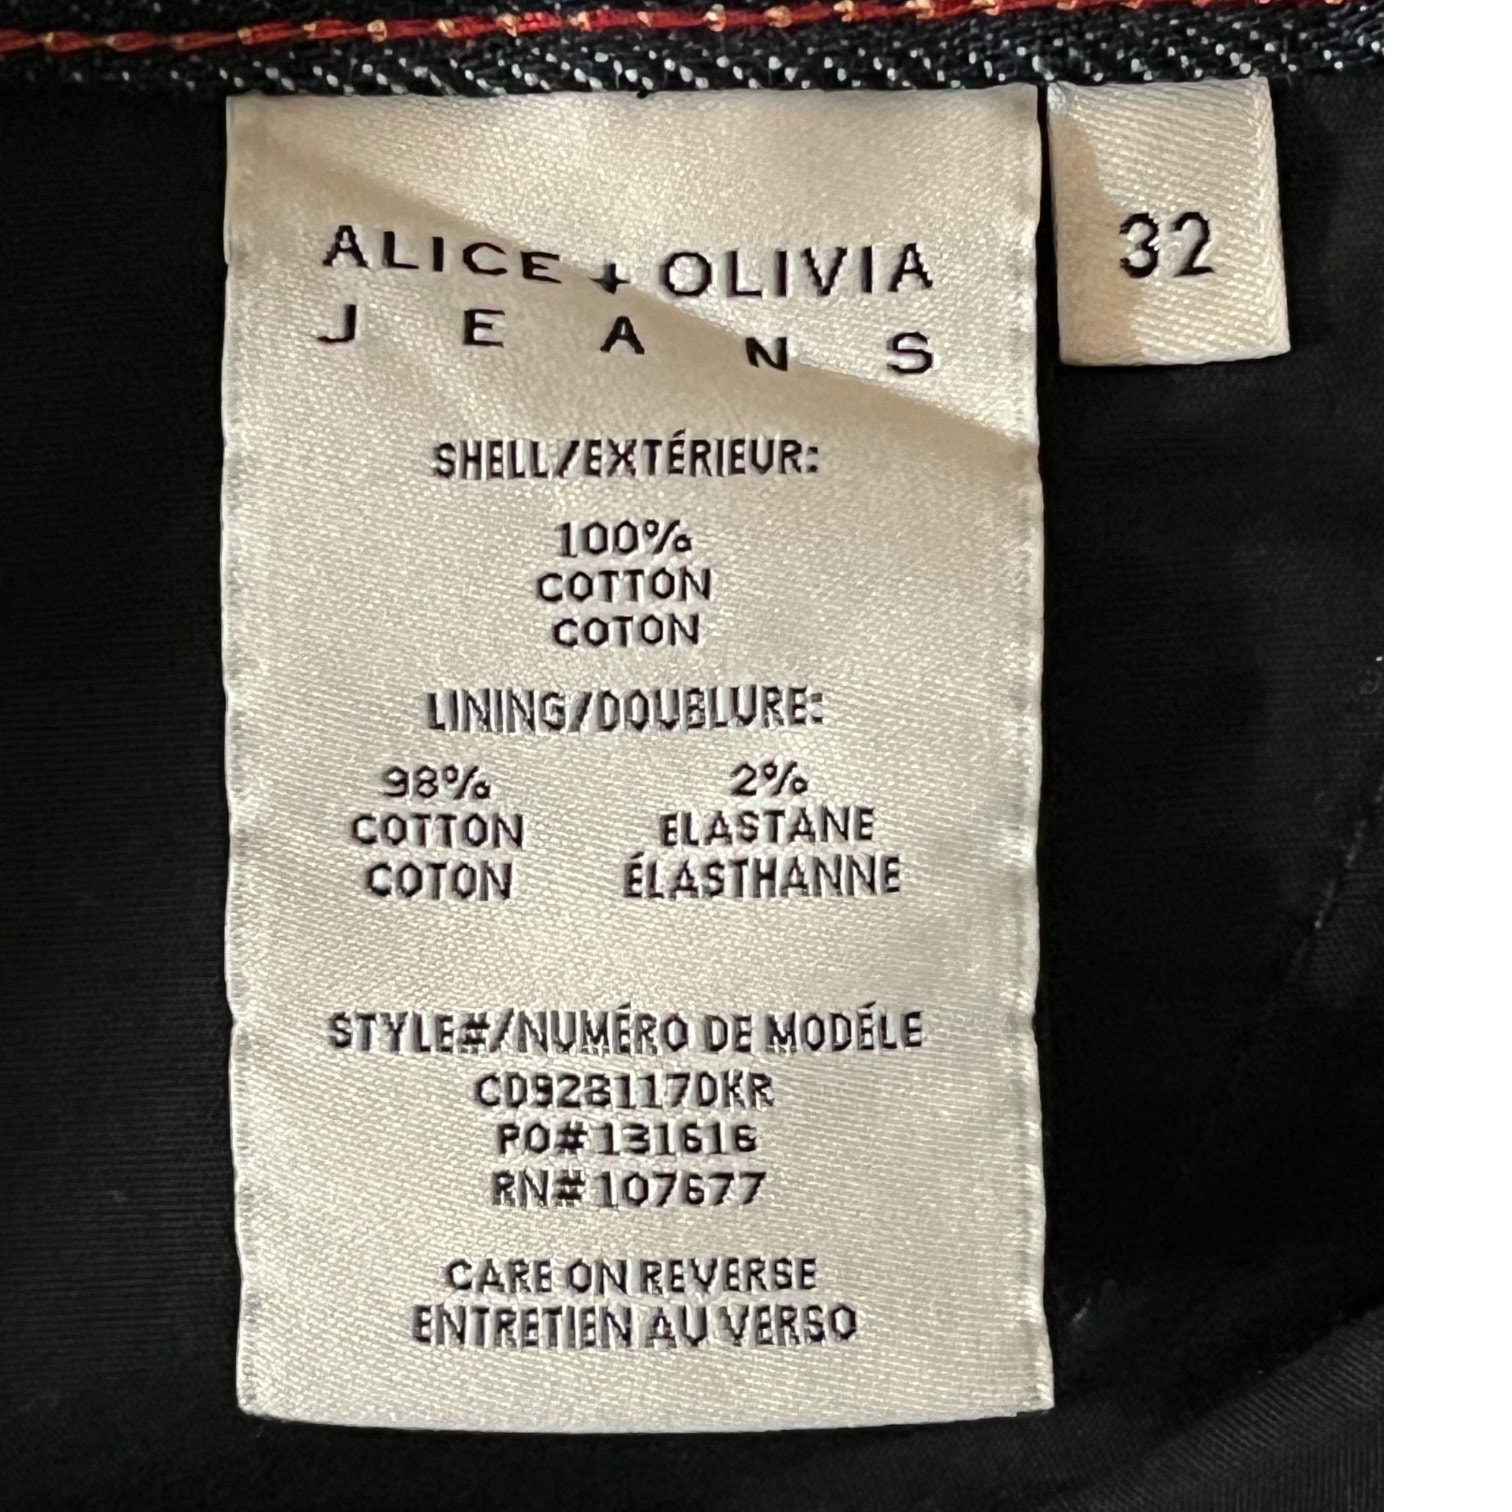 ALICE + OLIVIA
JEANS
32
SHELL/EXTÉRIEUR:
100%
COTTON
COTON
LINING/DOUBLURE:
98% 2%
COTTON ELASTANE
COTON ÉLASTHANNE
STYLE#/NUMÉRO DE MODÉLE
CD928117DKR
PO#131616
RN#107677
CARE ON REVERSE
ENTRETIEN AU VERSO